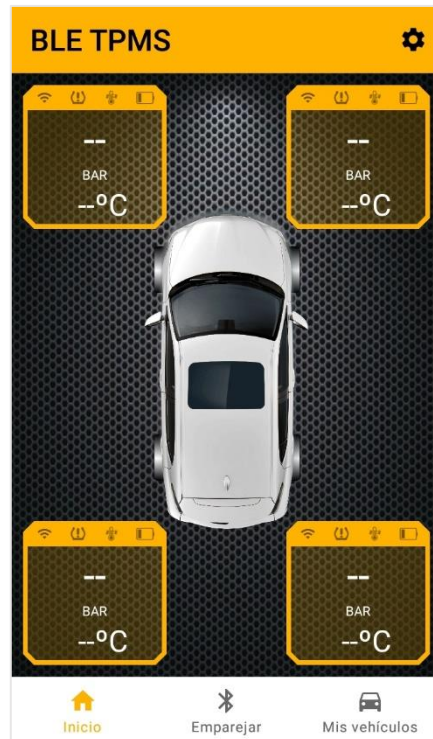 BLE TPMS
--
BAR
--ºC
--
BAR
--ºC
--
BAR
--ºC
--
BAR
--ºC
Inicio
Emparejar
Mis vehículos